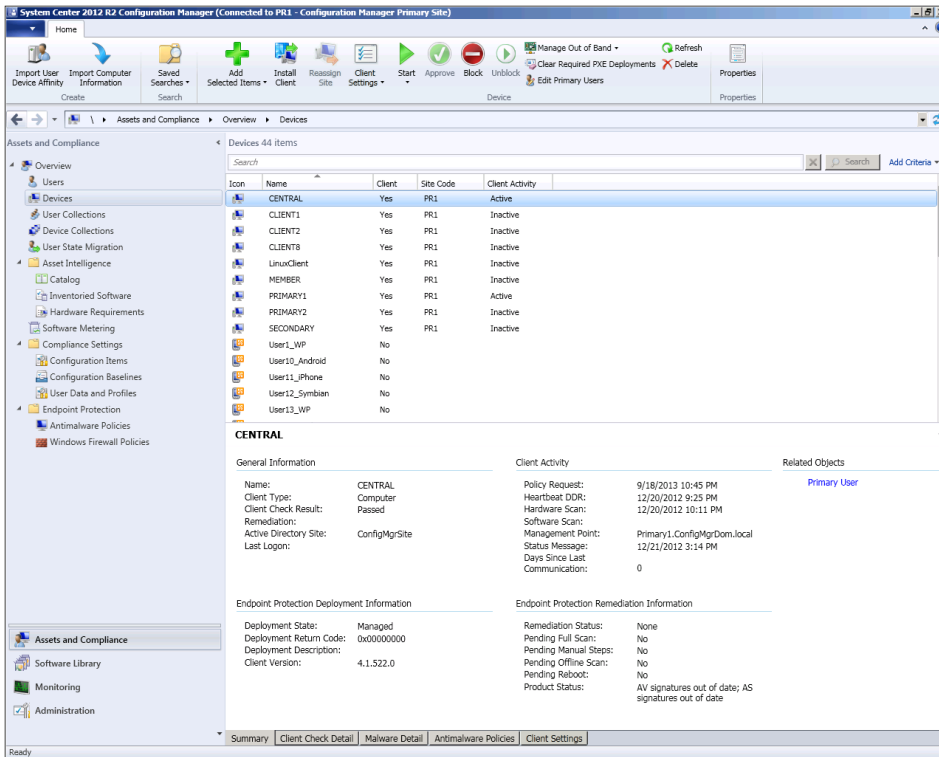 System Center 2012 R2 Configuration Manager (Connected to PR1 - Configuration Manager Primary Site)
Home
Import User Device Affinity
Import Computer Information
Saved Searches
Add Selected Items
Install Client
Reassign Site
Client Settings
Start
Approve
Block
Unblock
Manage Out of Band
Clear Required PXE Deployments
Edit Primary Users
Refresh
Delete
Properties
Create
Search
Device
Properties
\ Assets and Compliance Overview Devices
Assets and Compliance
Overview
Users
Devices
User Collections
Device Collections
User State Migration
Asset Intelligence
Catalog
Inventoried Software
Hardware Requirements
Software Metering
Compliance Settings
Configuration Items
Configuration Baselines
User Data and Profiles
Endpoint Protection
Antimalware Policies
Windows Firewall Policies
Assets and Compliance
Software Library
Monitoring
Administration
Devices 44 items
Search Search Add Criteria
Icon Name Client Site Code Client Activity
CENTRAL Yes PR1 Active
CLIENT1 Yes PR1 Inactive
CLIENT2 Yes PR1 Inactive
CLIENT8 Yes PR1 Inactive
LinuxClient Yes PR1 Inactive
MEMBER Yes PR1 Inactive
PRIMARY1 Yes PR1 Active
PRIMARY2 Yes PR1 Inactive
SECONDARY Yes PR1 Inactive
User1_WP No
User10_Android No
User11_iPhone No
User12_Symbian No
User13_WP No
CENTRAL
General Information
Name: CENTRAL
Client Type: Computer
Client Check Result: Passed
Remediation:
Active Directory Site: ConfigMgrSite
Last Logon:
Client Activity
Policy Request: 9/18/2013 10:45 PM
Heartbeat DDR: 12/20/2012 9:25 PM
Hardware Scan: 12/20/2012 10:11 PM
Software Scan:
Management Point: Primary1.ConfigMgrDom.local
Status Message: 12/21/2012 3:14 PM
Days Since Last
Communication: 0
Related Objects
Primary User
Endpoint Protection Deployment Information
Deployment State: Managed
Deployment Return Code: 0x00000000
Deployment Description:
Client Version: 4.1.522.0
Endpoint Protection Remediation Information
Remediation Status: None
Pending Full Scan: No
Pending Manual Steps: No
Pending Offline Scan: No
Pending Reboot: No
Product Status: AV signatures out of date; AS
signatures out of date
Summary Client Check Detail Malware Detail Antimalware Policies Client Settings
Ready